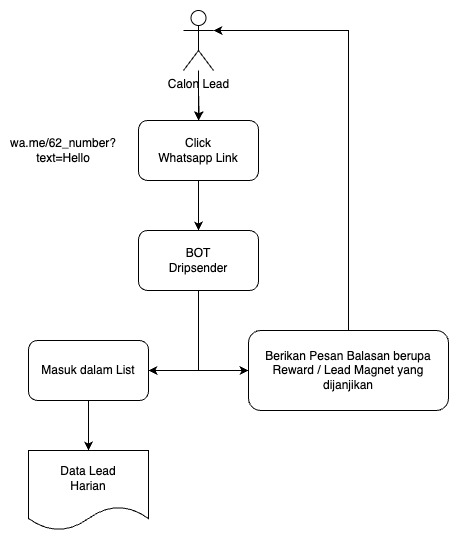 Calon Lead
wa.me/62_number?
text=Hello
Click
Whatsapp Link
BOT
Dripsender
Masuk dalam List
Berikan Pesan Balasan berupa
Reward / Lead Magnet yang
dijanjikan
Data Lead
Harian